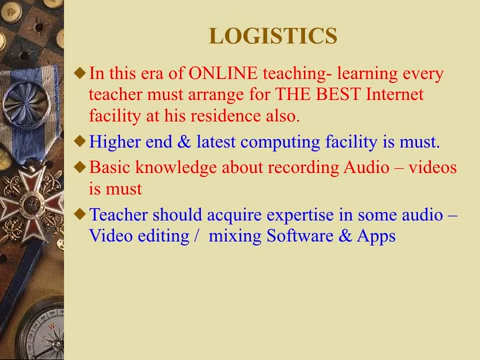 LOGISTICS
In this era of ONLINE teaching- learning every
teacher must arrange for THE BEST Internet
facility at his residence also.
Higher end & latest computing facility is must.
Basic knowledge about recording Audio – videos
is must
Teacher should acquire expertise in some audio –
Video editing /  mixing Software & Apps